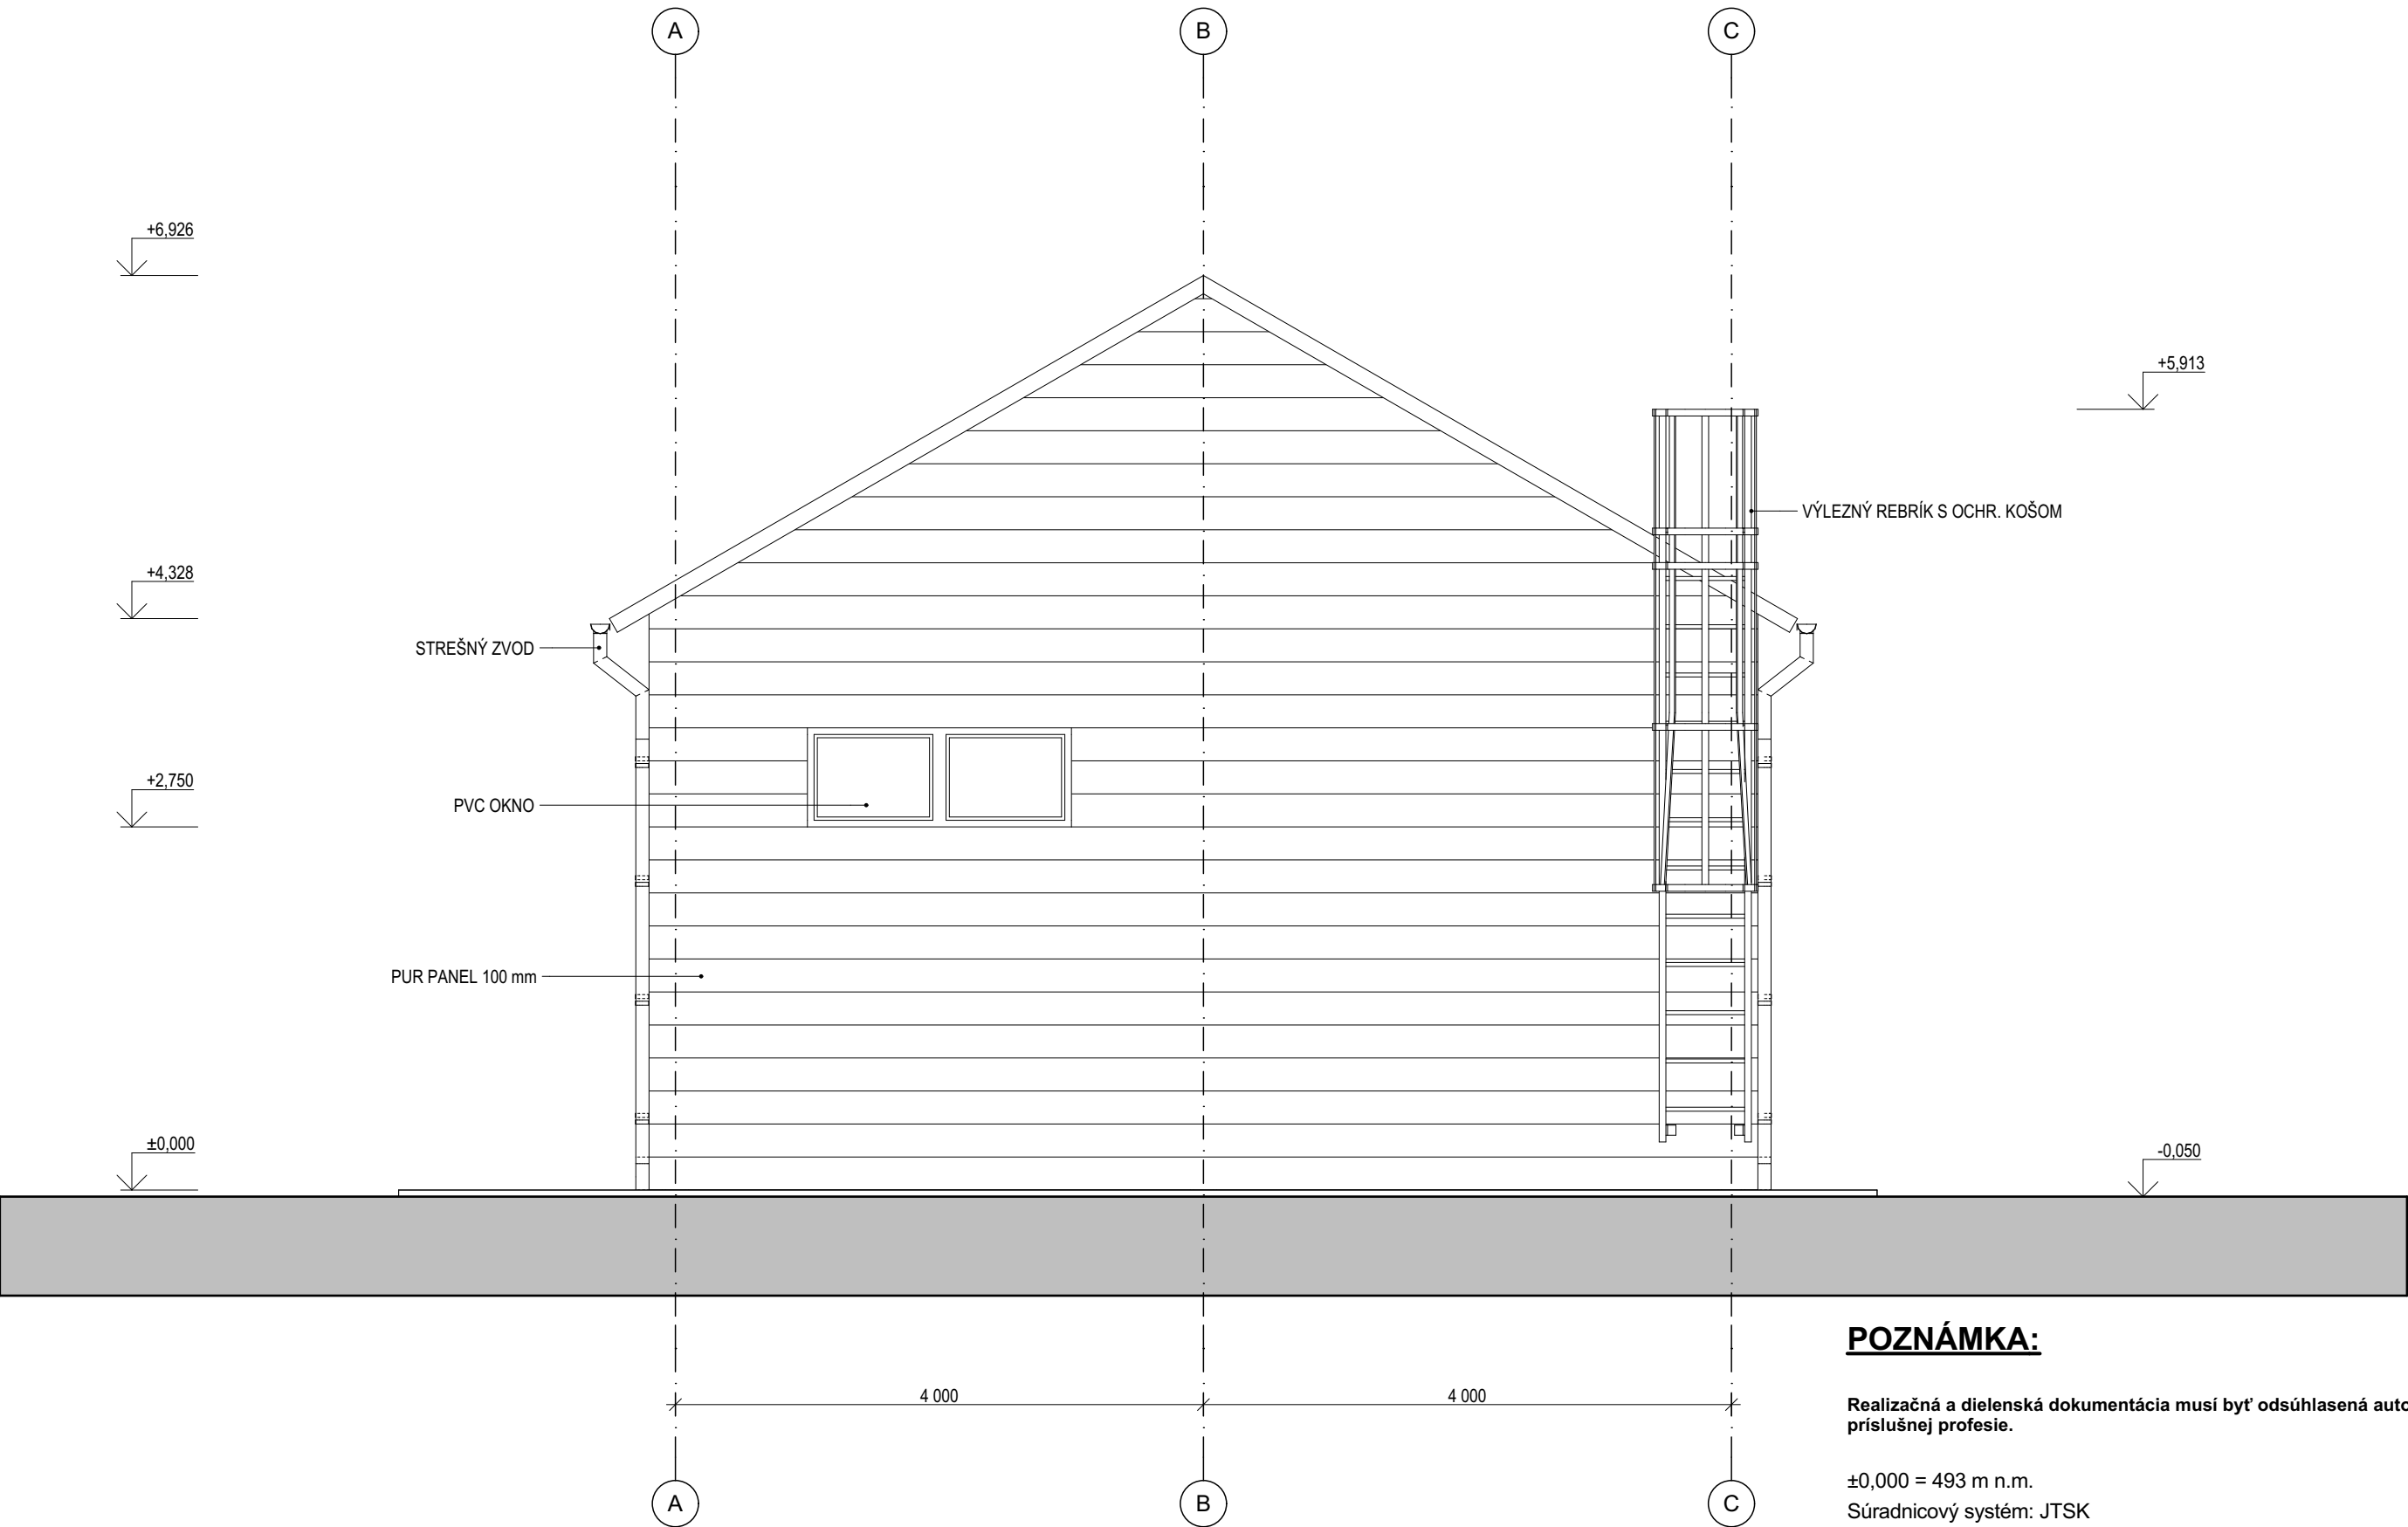 A
B
C
+6,926
+5,913
VÝLEZNÝ REBRÍK S OCHR. KOŠOM
+4,328
STREŠNÝ ZVOD
+2,750
PVC OKNO
PUR PANEL 100 mm
±0,000
-0,050
POZNÁMKA:
4 000
4 000
Realizačná a dielenská dokumentácia musí byť odsúhlasená
príslušnej profesie.
±0,000 = 493 m n.m.
Súradnicový systém: JTSK
A
B
C